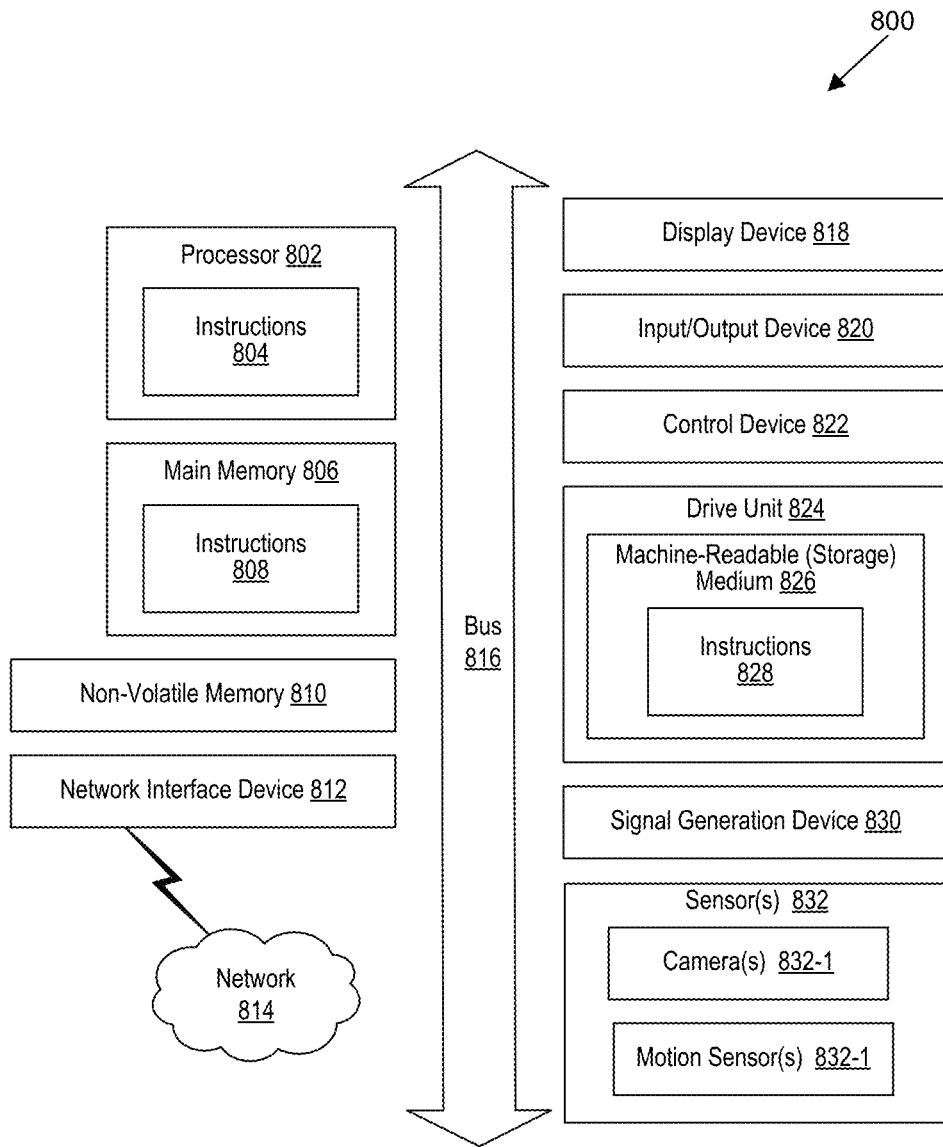 800
Processor 802
Instructions
804
Main Memory 806
Instructions
808
Non-Volatile Memory 810
Network Interface Device 812
Network
814
Bus
816
Display Device 818
Input/Output Device 820
Control Device 822
Drive Unit 824
Machine-Readable (Storage)
Medium 826
Instructions
828
Signal Generation Device 830
Sensor(s) 832
Camera(s) 832-1
Motion Sensor(s) 832-1